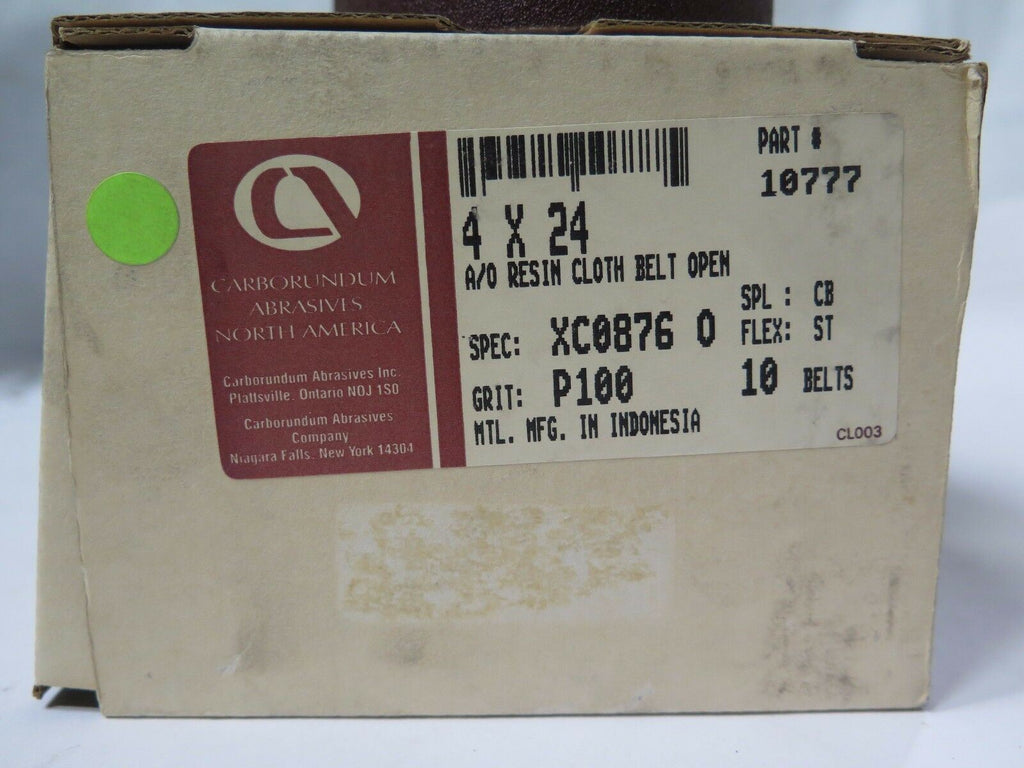 CARBORUNDUM
ABRASIVES
NORTH AMERICA
Carborundum Abrasives Inc.
Plattsville, Ontario N0J 1S0
Carborundum Abrasives
Company
Niagara Falls, New York 14304
PART #
10777
4 X 24
A/O RESIN CLOTH BELT OPEN
SPL : CB
SPEC: XC0876 0
FLEX: ST
GRIT: P100
10 BELTS
MTL. MFG. IN INDONESIA
CL003